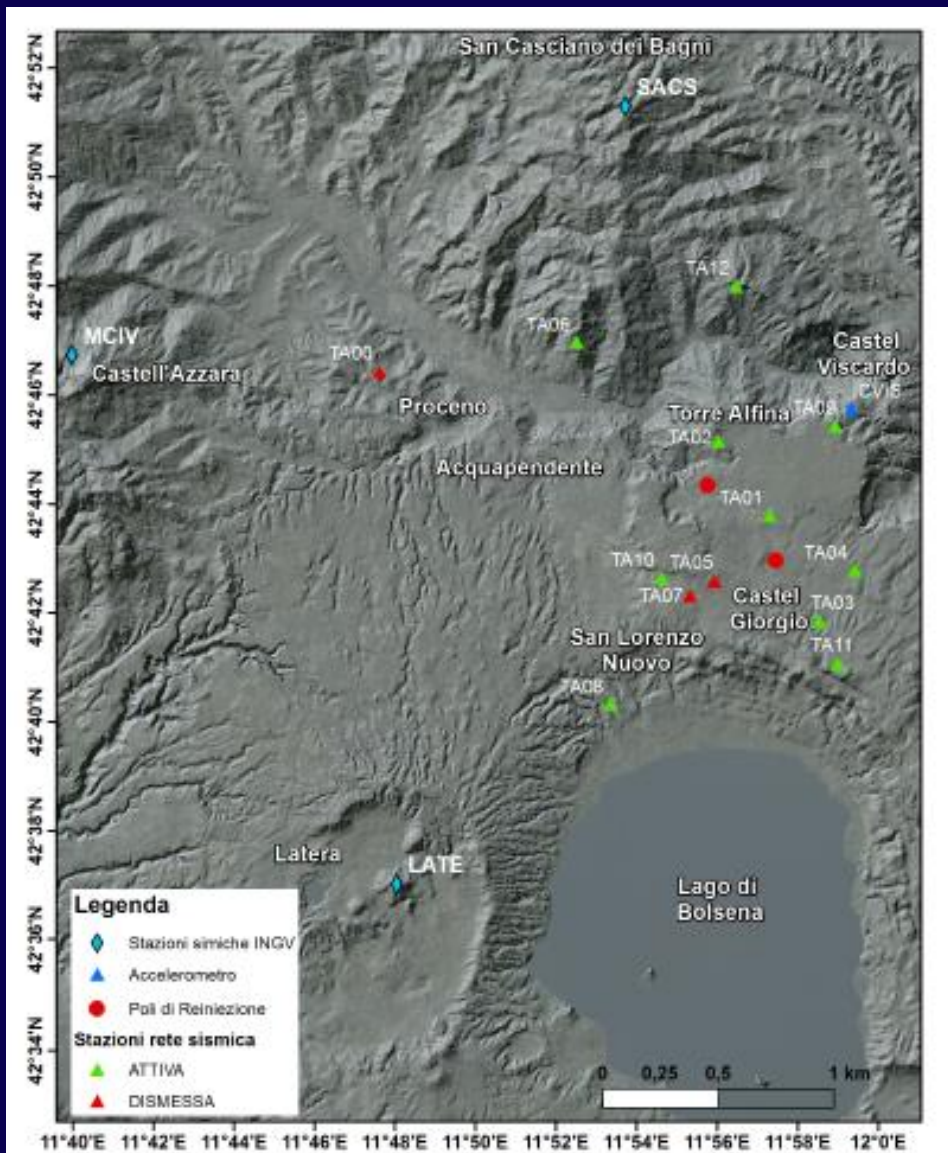 San Casciano dei Bagni
SACS
TA12
TA06
MCIV
Castell'Azzara
TA00
Proceno
Castel
Viscardo
CVI5
TA09
Torre Alfina
TA02
Acquapendente
TA01
TA04
TA10
TA05
TA07
Castel
Giorgio
TA03
TA11
San Lorenzo
Nuovo
TA08
Latera
LATE
Lago di
Bolsena
Legenda
Stazioni simiche INGV
Accelerometro
Poli di Reiniezione
Stazioni rete sismica
ATTIVA
DISMESSA
0 0,25 0,5 1 km
42°52'N
42°50'N
42°48'N
42°46'N
42°44'N
42°42'N
42°40'N
42°38'N
42°36'N
42°34'N
11°40'E 11°42'E 11°44'E 11°46'E 11°48'E 11°50'E 11°52'E 11°54'E 11°56'E 11°58'E 12°0'E